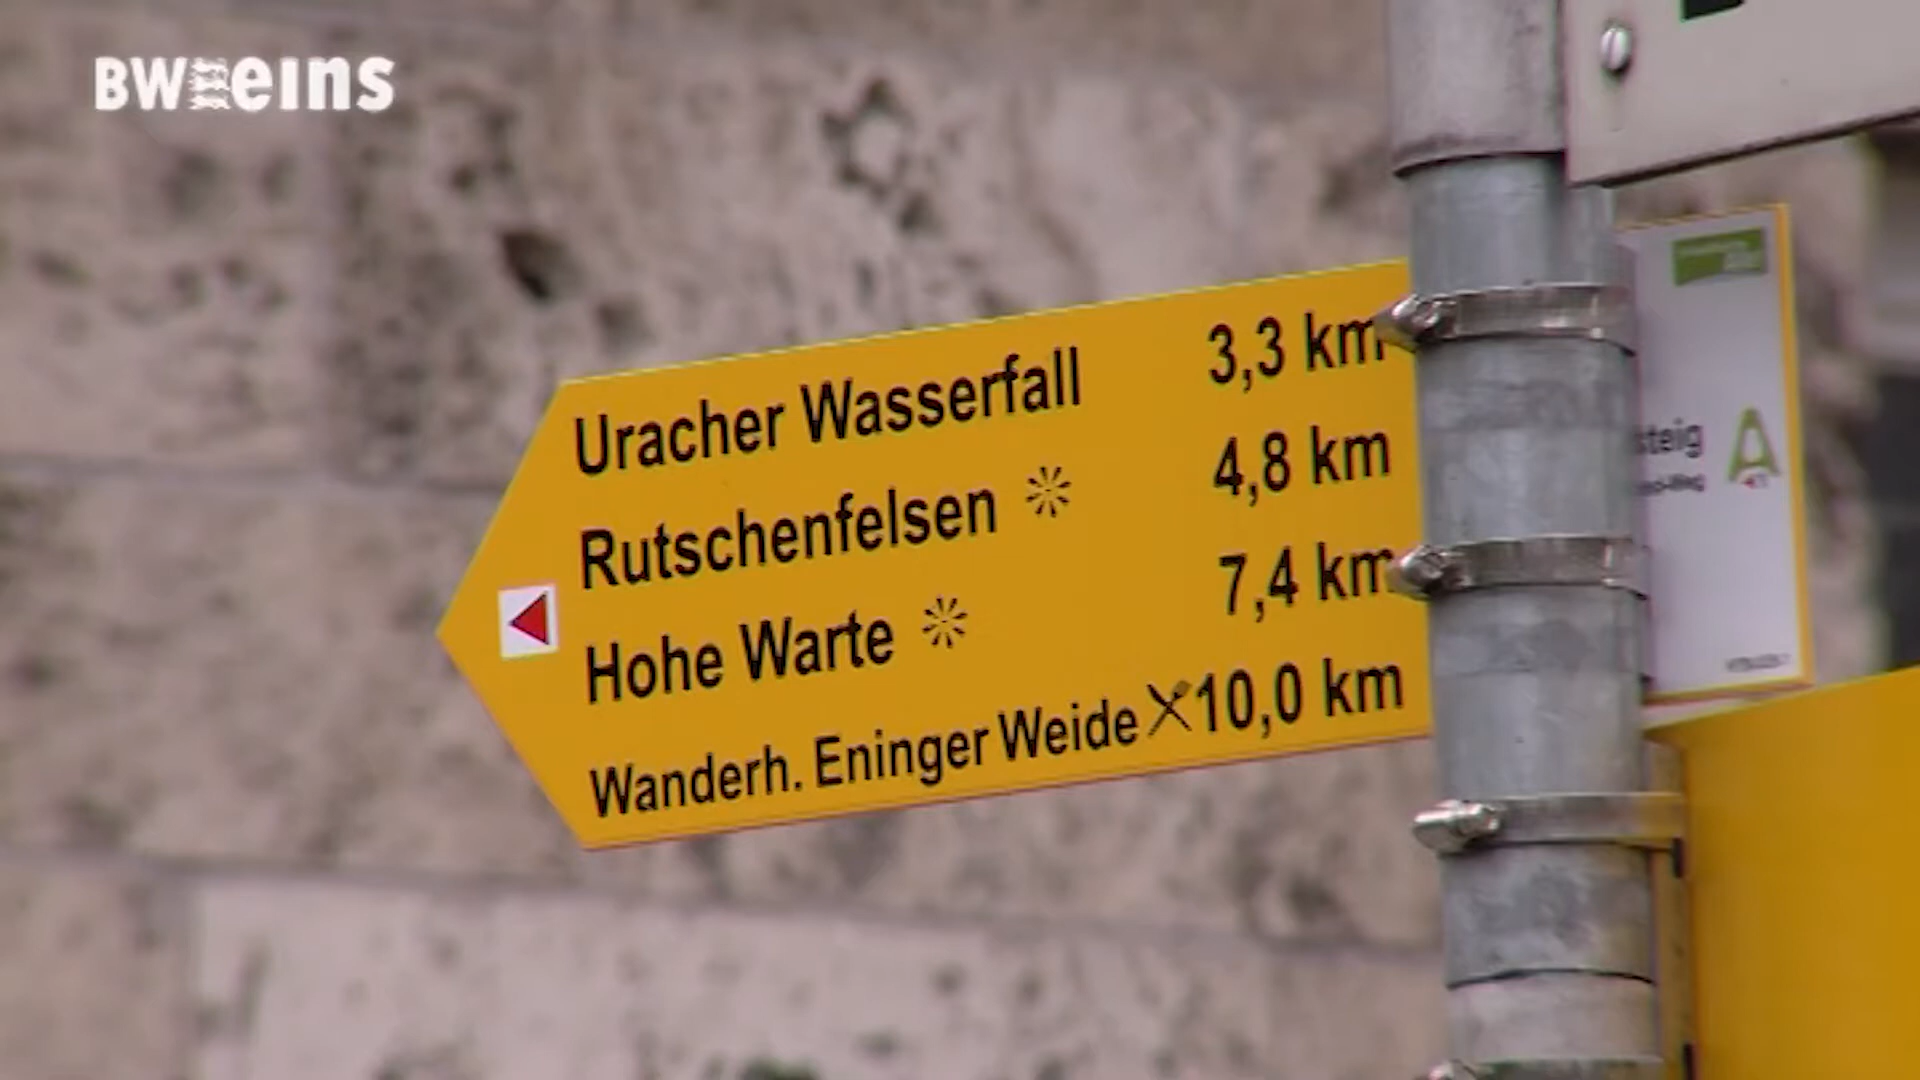 BW eins
Uracher Wasserfall 3,3 km
Rutschenfelsen 4,8 km
Hohe Warte 7,4 km
Wanderh. Eninger Weide 10,0 km
steig